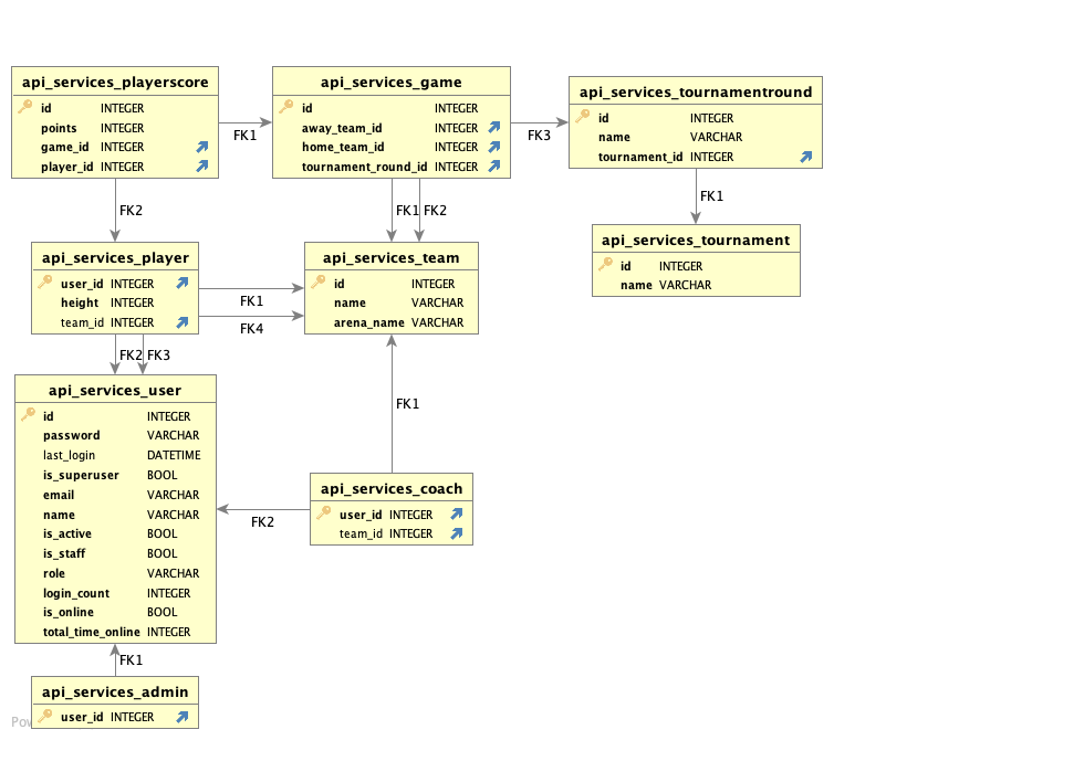 api_services_playerscore
id INTEGER
points INTEGER
game_id INTEGER
player_id INTEGER
FK1
api_services_game
id INTEGER
away_team_id INTEGER
home_team_id INTEGER
tournament_round_id INTEGER
FK3
api_services_tournamentround
id INTEGER
name VARCHAR
tournament_id INTEGER
FK2
FK1 FK2
FK1
api_services_tournament
id INTEGER
name VARCHAR
api_services_player
user_id INTEGER
height INTEGER
team_id INTEGER
FK1
FK4
api_services_team
id INTEGER
name VARCHAR
arena_name VARCHAR
FK2 FK3
FK1
api_services_user
id INTEGER
password VARCHAR
last_login DATETIME
is_superuser BOOL
email VARCHAR
name VARCHAR
is_active BOOL
is_staff BOOL
role VARCHAR
login_count INTEGER
is_online BOOL
total_time_online INTEGER
FK2
api_services_coach
user_id INTEGER
team_id INTEGER
FK1
api_services_admin
user_id INTEGER